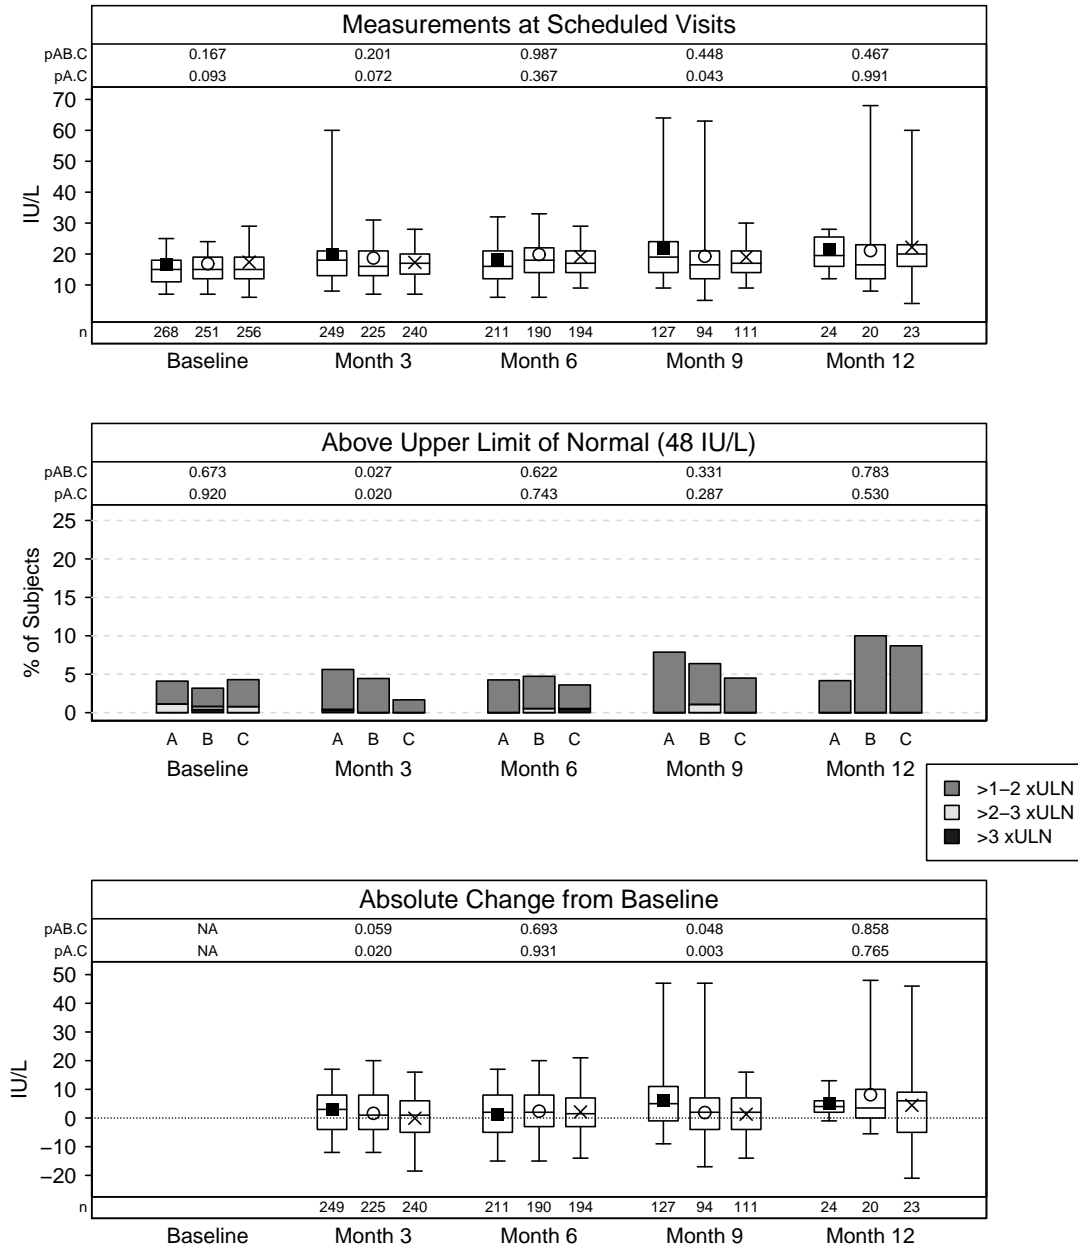 Measurements at Scheduled Visits
pAB.C 0.167 0.201 0.987 0.448 0.467
pA.C 0.093 0.072 0.367 0.043 0.991
70
60
50
40
30
20
10
IU/L
n 268 251 256 249 225 240 211 190 194 127 94 111 24 20 23
Baseline Month 3 Month 6 Month 9 Month 12
Above Upper Limit of Normal (48 IU/L)
pAB.C 0.673 0.027 0.622 0.331 0.783
pA.C 0.920 0.020 0.743 0.287 0.530
25
20
15
10
5
0
% of Subjects
A B C A B C A B C A B C A B C
Baseline Month 3 Month 6 Month 9 Month 12
>1−2 xULN
>2−3 xULN
>3 xULN
Absolute Change from Baseline
pAB.C NA 0.059 0.693 0.048 0.858
pA.C NA 0.020 0.931 0.003 0.765
50
40
30
20
10
0
−10
−20
IU/L
n 249 225 240 211 190 194 127 94 111 24 20 23
Baseline Month 3 Month 6 Month 9 Month 12